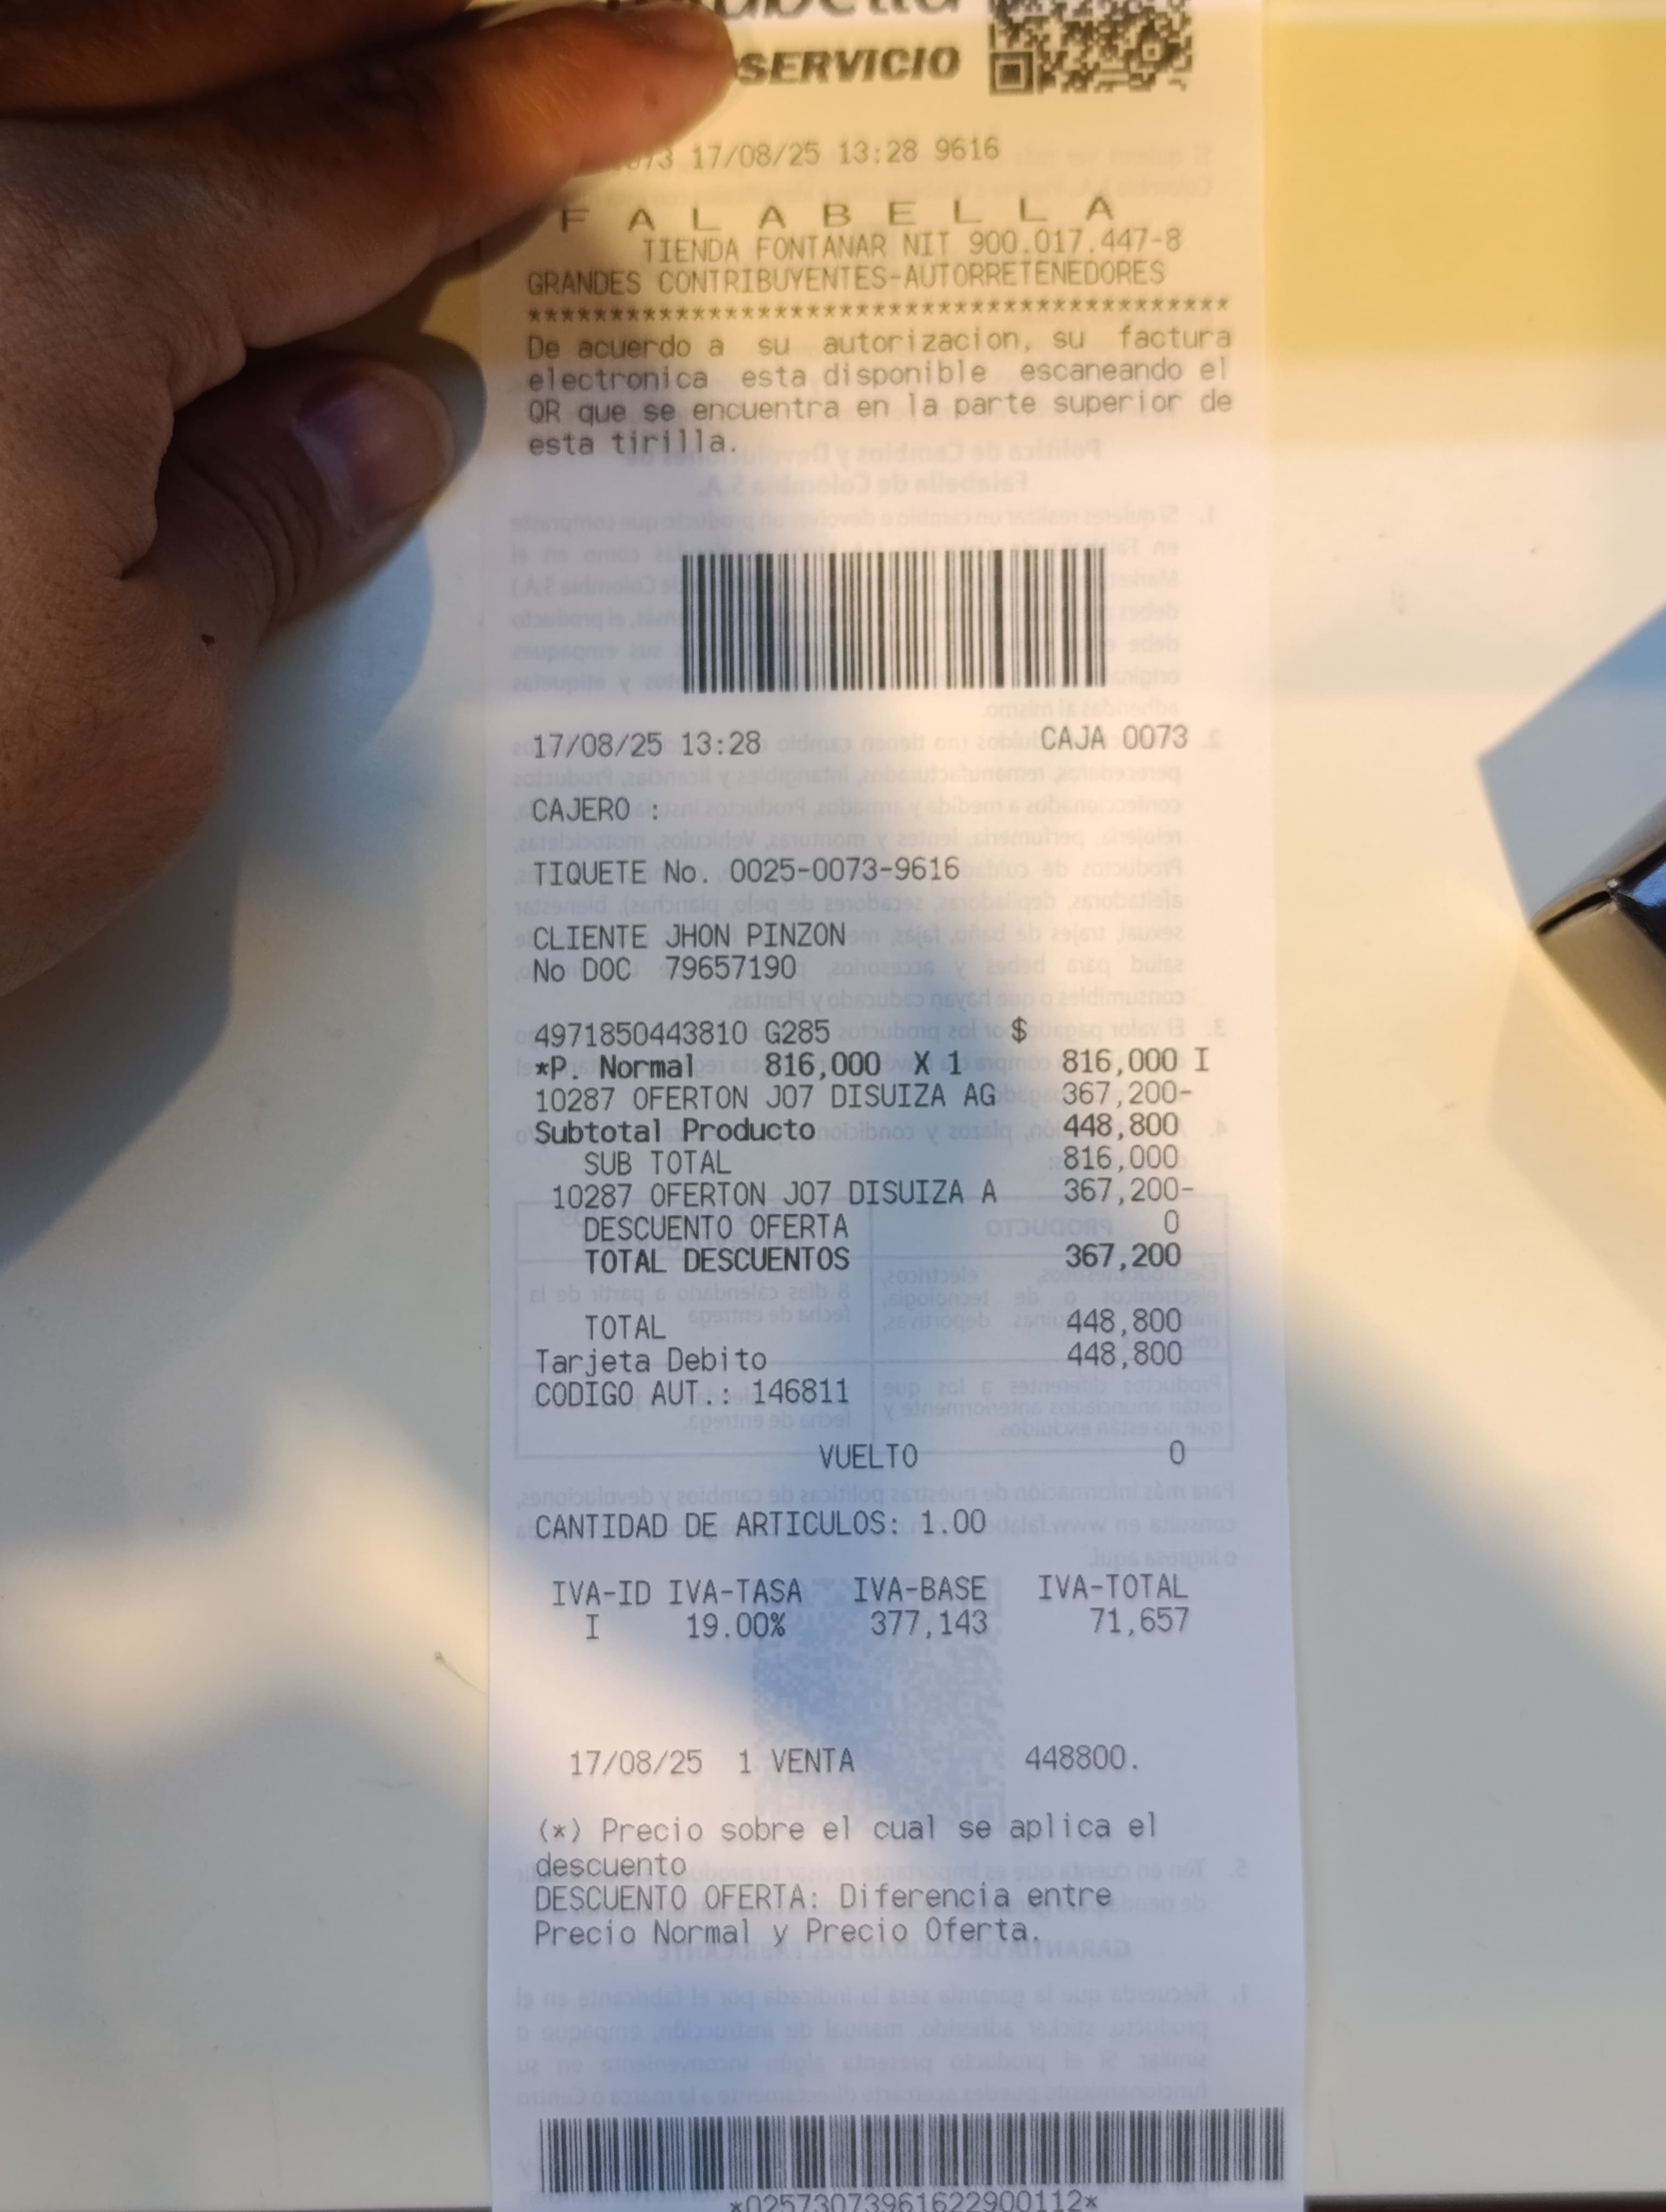 SERVICIO
17/08/25 13:28 9616
F A L A B E L L A
TIENDA FONTANAR NIT 900.017.447-8
GRANDES CONTRIBUYENTES-AUTORRETENEDORES
*******************************************
De acuerdo a su autorizacion, su factura
electronica esta disponible escaneando el
QR que se encuentra en la parte superior de
esta tirilla.
17/08/25 13:28 CAJA 0073
CAJERO :
TIQUETE No. 0025-0073-9616
CLIENTE JHON PINZON
No DOC 79657190
4971850443810 G285 $
*P. Normal 816,000 X 1 816,000 I
10287 OFERTON J07 DISUIZA AG 367,200-
Subtotal Producto 448,800
SUB TOTAL 816,000
10287 OFERTON J07 DISUIZA A 367,200-
DESCUENTO OFERTA 0
TOTAL DESCUENTOS 367,200
TOTAL 448,800
Tarjeta Debito 448,800
CODIGO AUT.: 146811
VUELTO 0
CANTIDAD DE ARTICULOS: 1.00
IVA-ID IVA-TASA IVA-BASE IVA-TOTAL
I 19.00% 377,143 71,657
17/08/25 1 VENTA 448800.
(*) Precio sobre el cual se aplica el
descuento
DESCUENTO OFERTA: Diferencia entre
Precio Normal y Precio Oferta.
*02573073961622900112*